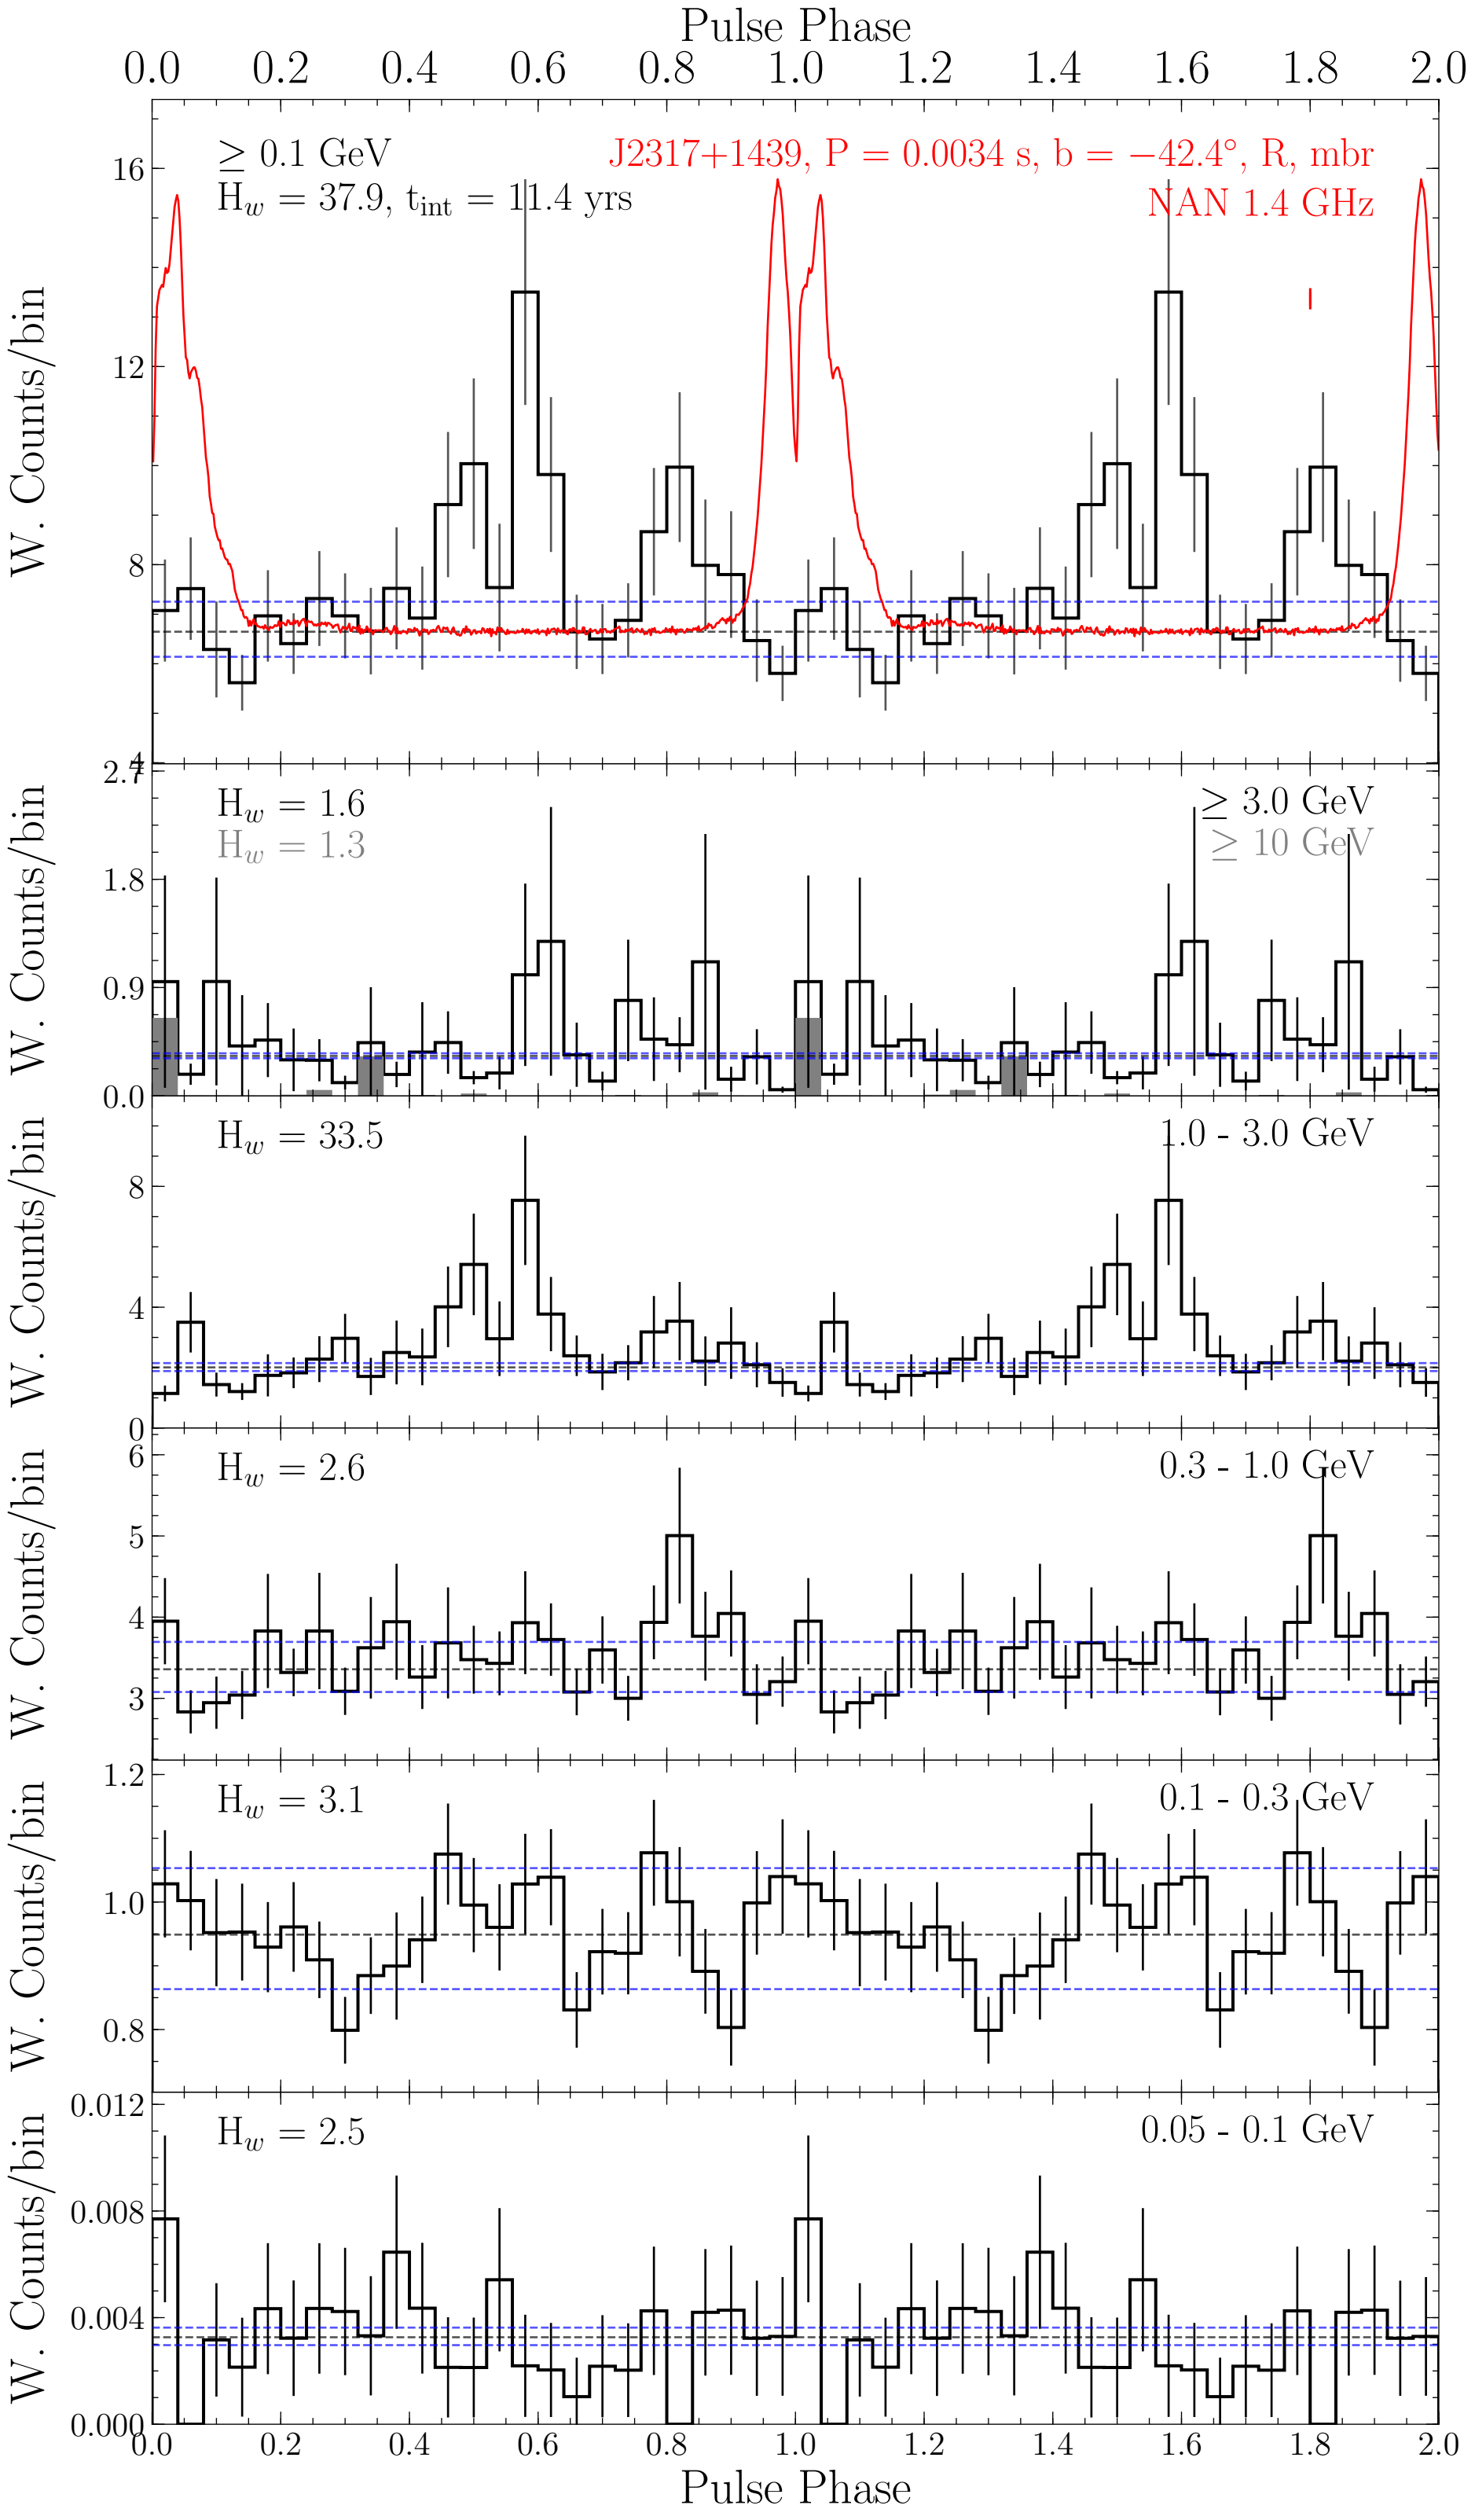 Pulse Phase
0.0 0.2 0.4 0.6 0.8 1.0 1.2 1.4 1.6 1.8 2.0
≥ 0.1 GeV
H_w = 37.9, t_int = 11.4 yrs
J2317+1439, P = 0.0034 s, b = −42.4°, R, mbr
NAN 1.4 GHz
W. Counts/bin
16
12
8
4
H_w = 1.6
H_w = 1.3
≥ 3.0 GeV
≥ 10 GeV
W. Counts/bin
2.7
1.8
0.9
0.0
H_w = 33.5
1.0 - 3.0 GeV
W. Counts/bin
8
4
0
H_w = 2.6
0.3 - 1.0 GeV
W. Counts/bin
6
5
4
3
H_w = 3.1
0.1 - 0.3 GeV
W. Counts/bin
1.2
1.0
0.8
H_w = 2.5
0.05 - 0.1 GeV
W. Counts/bin
0.012
0.008
0.004
0.000
0.0 0.2 0.4 0.6 0.8 1.0 1.2 1.4 1.6 1.8 2.0
Pulse Phase